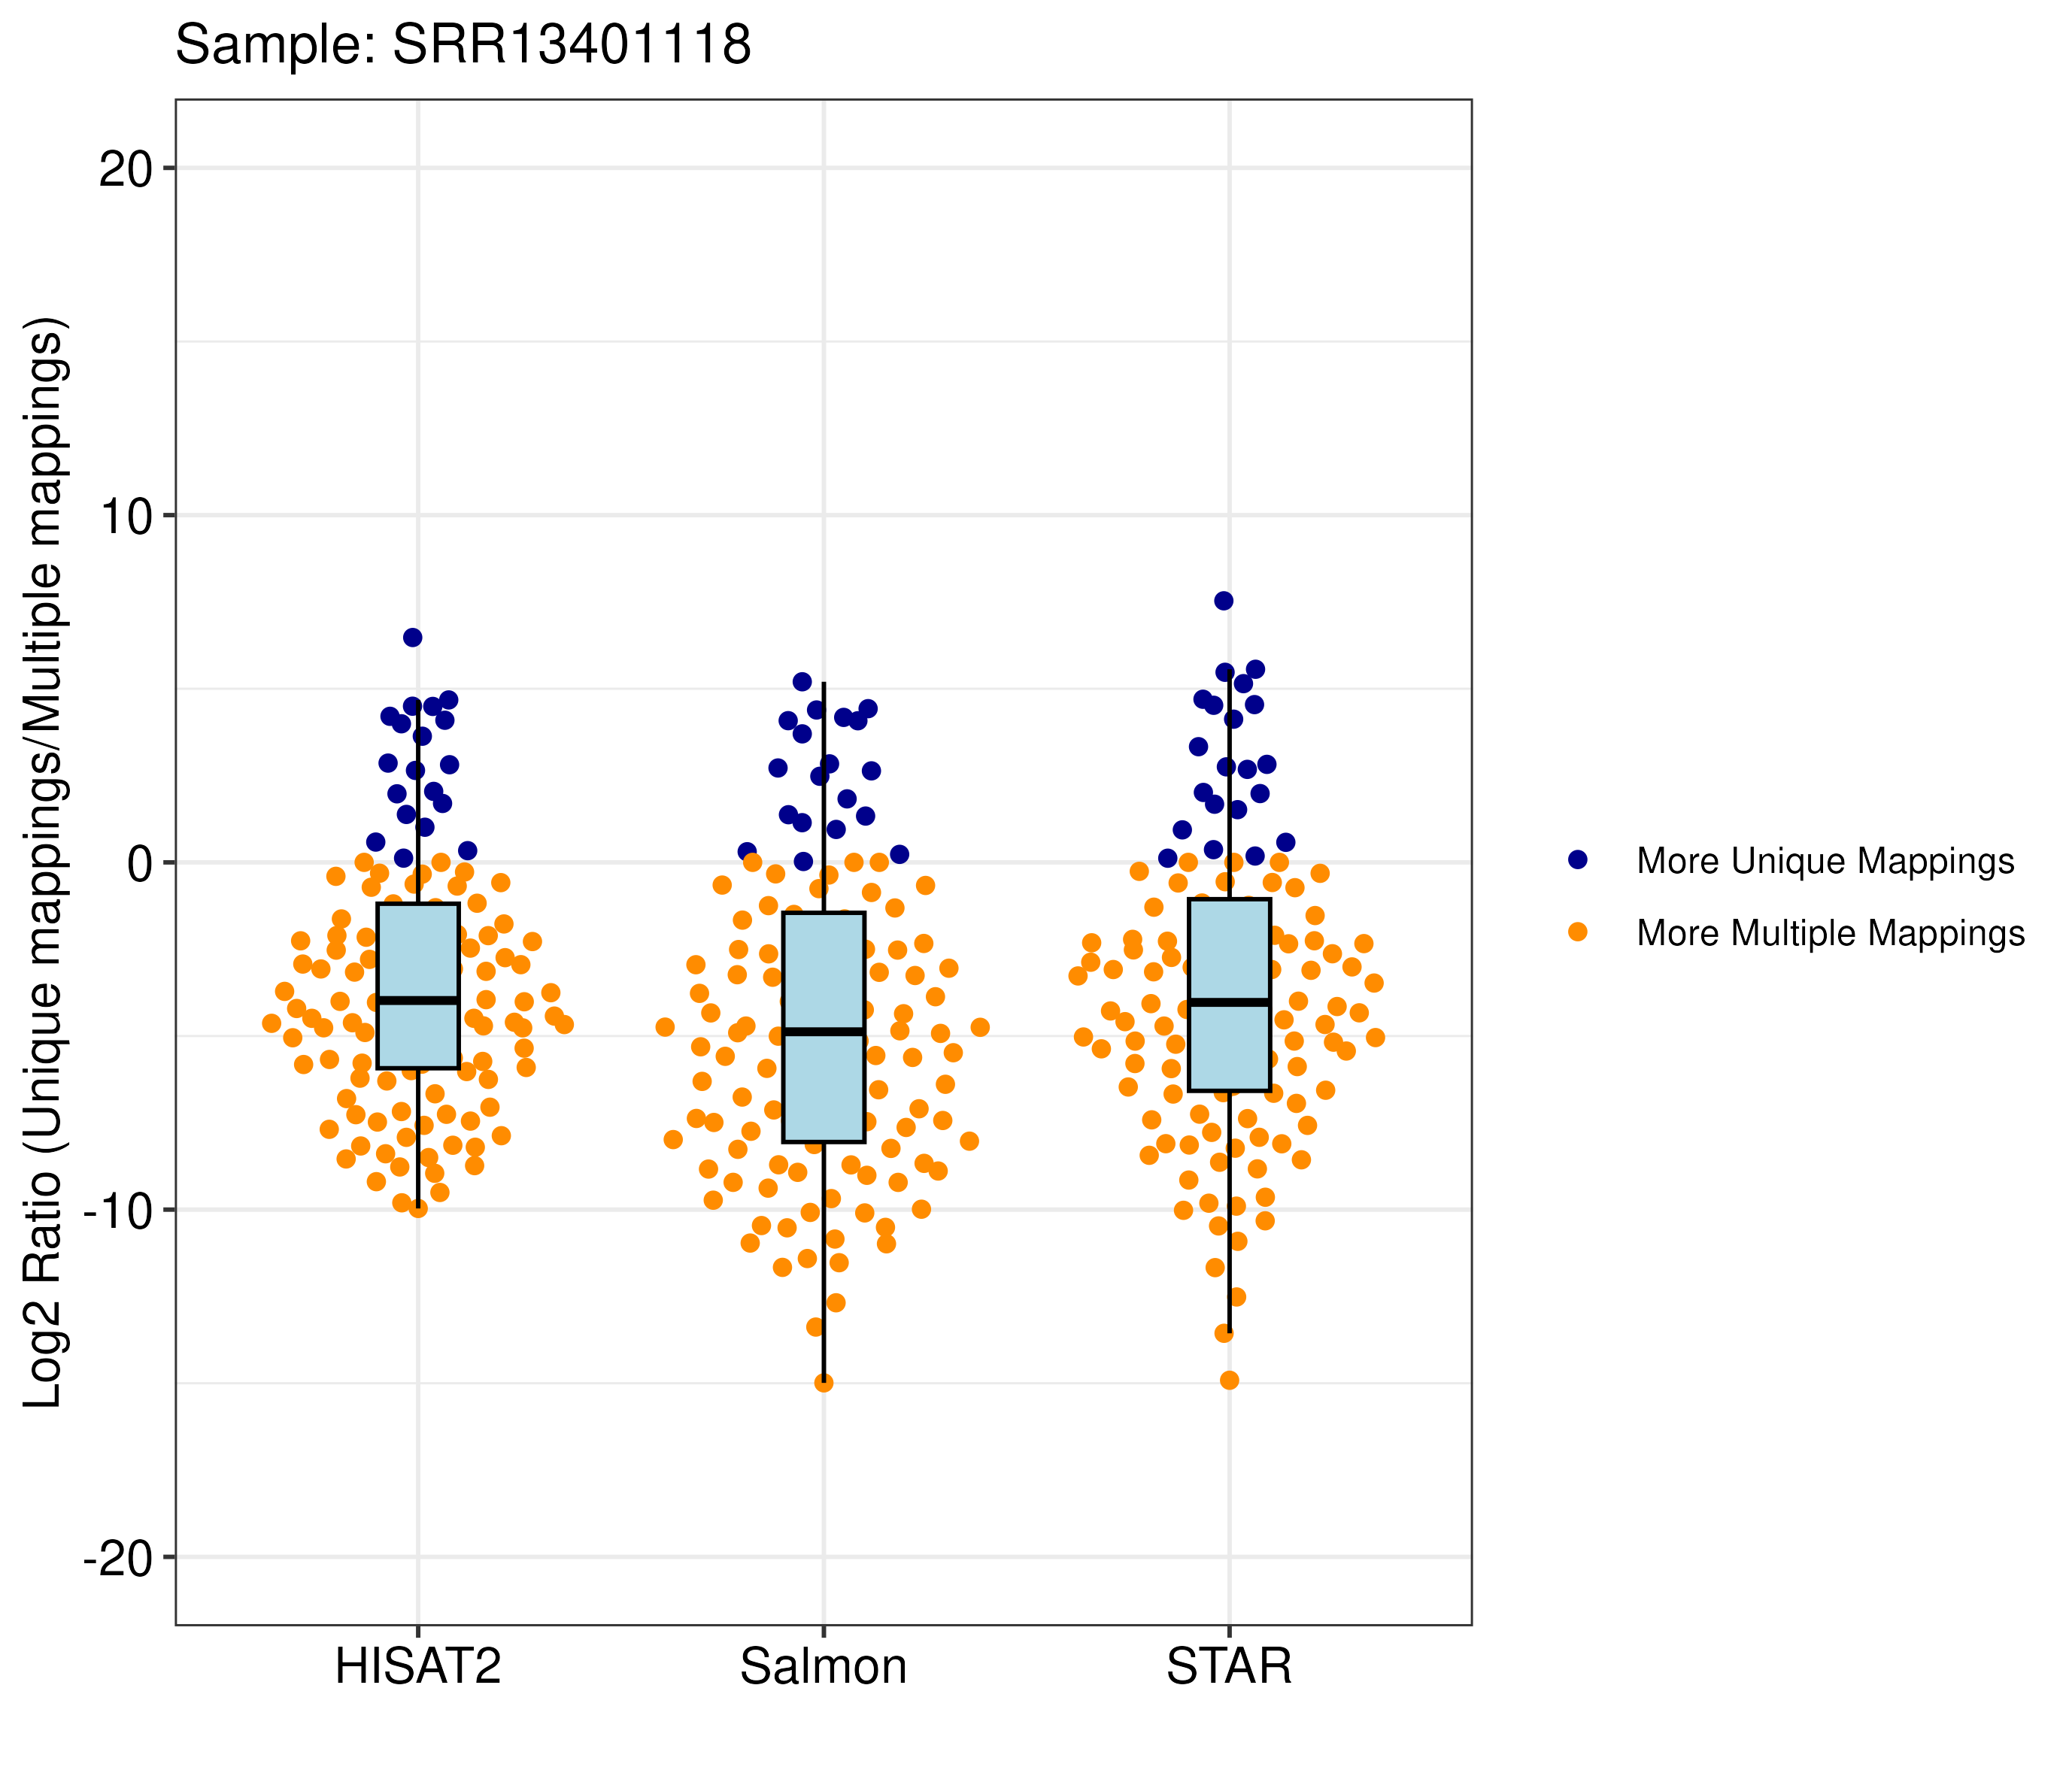 Sample: SRR13401118
Log2 Ratio (Unique mappings/Multiple mappings)
20
10
0
-10
-20
HISAT2
Salmon
STAR
More Unique Mappings
More Multiple Mappings